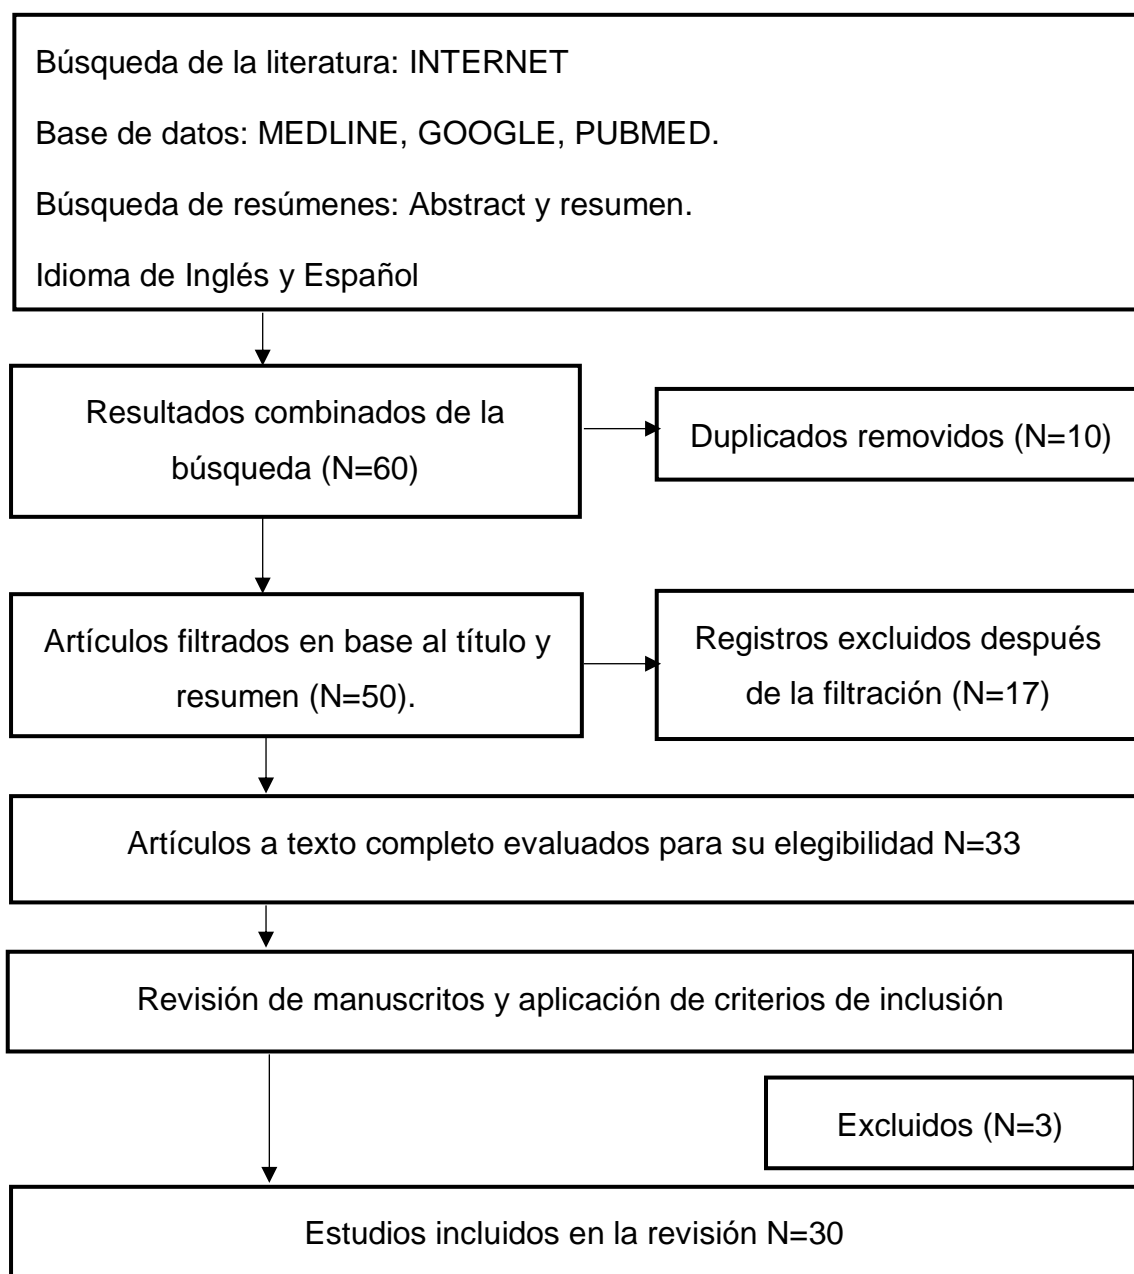 Búsqueda de la literatura: INTERNET
Base de datos: MEDLINE, GOOGLE, PUBMED.
Búsqueda de resúmenes: Abstract y resumen.
Idioma de Inglés y Español
Resultados combinados de la
búsqueda (N=60)
Duplicados removidos (N=10)
Artículos filtrados en base al título y
resumen (N=50).
Registros excluidos después
de la filtración (N=17)
Artículos a texto completo evaluados para su elegibilidad N=33
Revisión de manuscritos y aplicación de criterios de inclusión
Excluidos (N=3)
Estudios incluidos en la revisión N=30